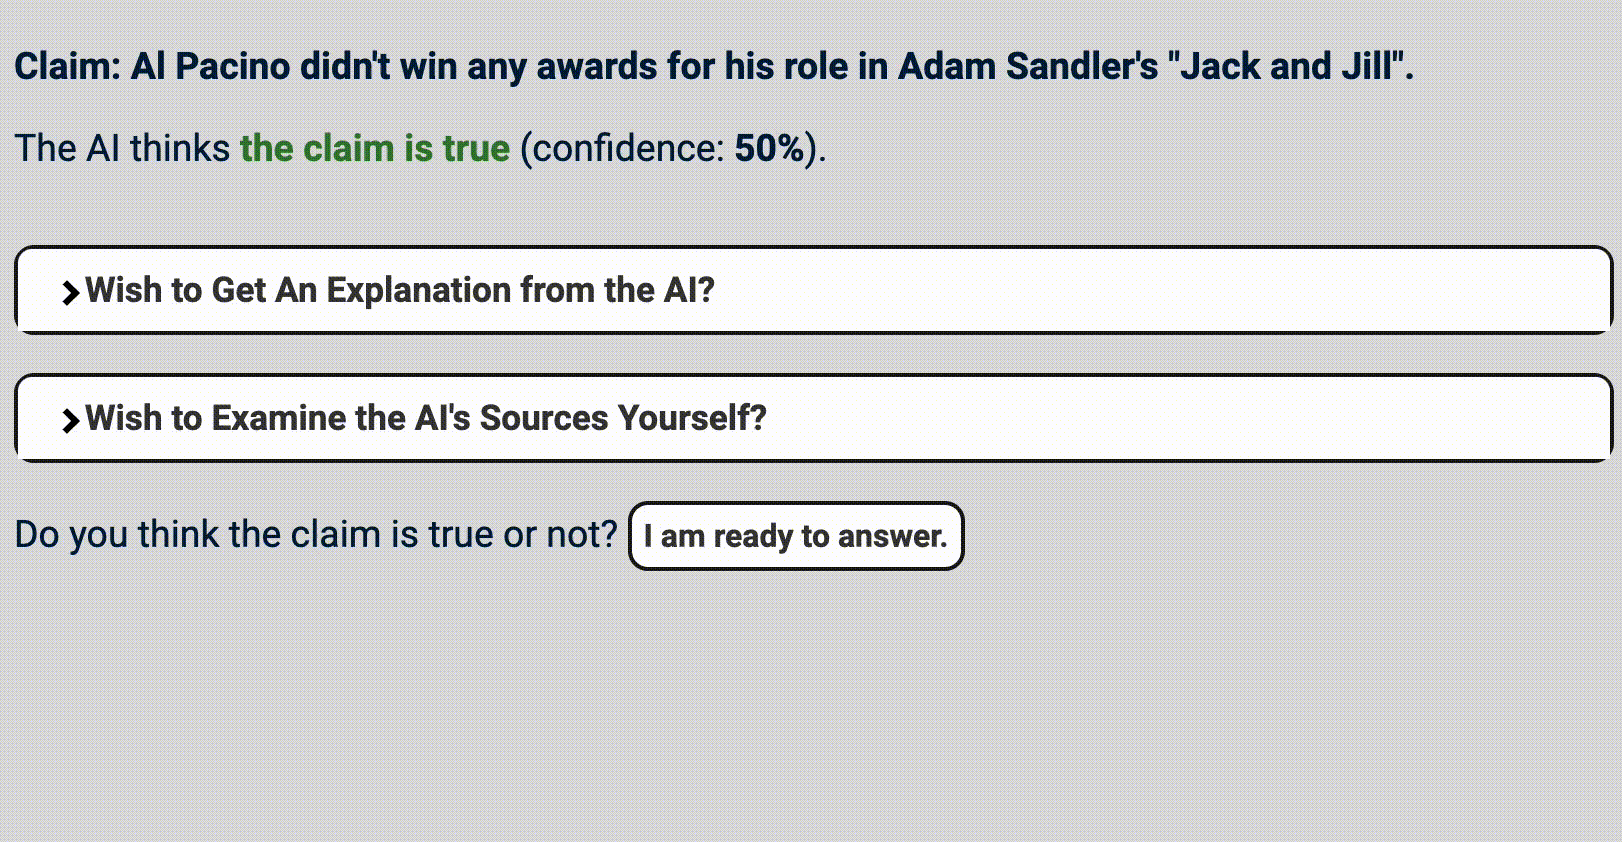 Claim: Al Pacino didn't win any awards for his role in Adam Sandler's "Jack and Jill".
The AI thinks the claim is true (confidence: 50%).
Wish to Get An Explanation from the AI?
Wish to Examine the AI's Sources Yourself?
Do you think the claim is true or not? I am ready to answer.